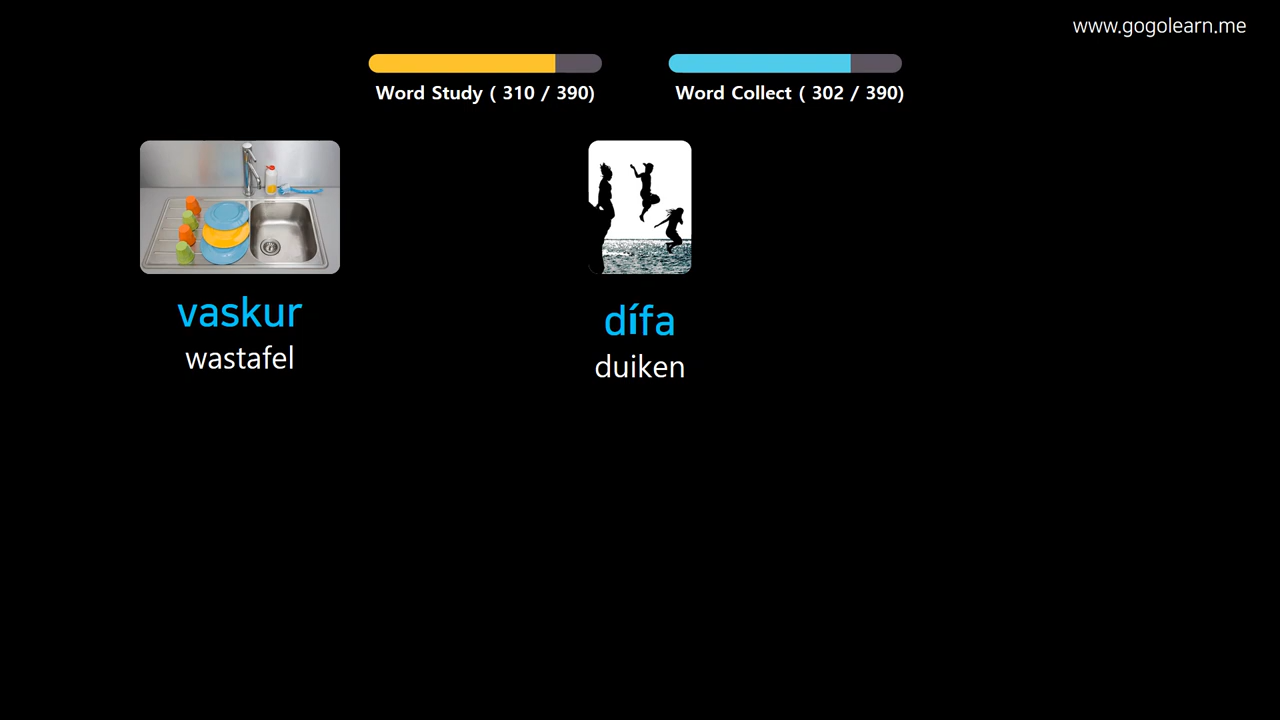 www.gogolearn.me
Word Study ( 310 / 390)
Word Collect ( 302 / 390)
vaskur
wastafel
dífa
duiken